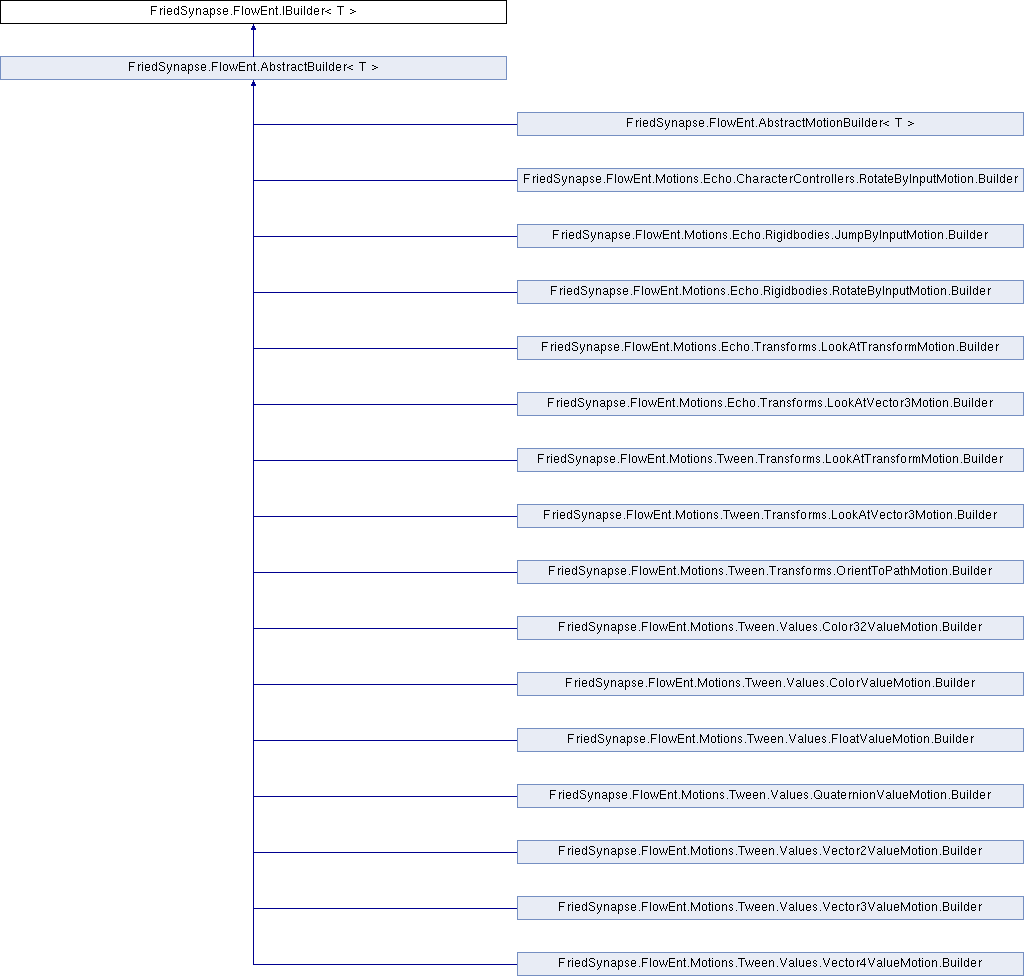 FriedSynapse.FlowEnt.IBuilder< T >
FriedSynapse.FlowEnt.AbstractBuilder< T >
FriedSynapse.FlowEnt.AbstractMotionBuilder< T >
FriedSynapse.FlowEnt.Motions.Echo.CharacterControllers.RotateByInputMotion.Builder
FriedSynapse.FlowEnt.Motions.Echo.Rigidbodies.JumpByInputMotion.Builder
FriedSynapse.FlowEnt.Motions.Echo.Rigidbodies.RotateByInputMotion.Builder
FriedSynapse.FlowEnt.Motions.Echo.Transforms.LookAtTransformMotion.Builder
FriedSynapse.FlowEnt.Motions.Echo.Transforms.LookAtVector3Motion.Builder
FriedSynapse.FlowEnt.Motions.Tween.Transforms.LookAtTransformMotion.Builder
FriedSynapse.FlowEnt.Motions.Tween.Transforms.LookAtVector3Motion.Builder
FriedSynapse.FlowEnt.Motions.Tween.Transforms.OrientToPathMotion.Builder
FriedSynapse.FlowEnt.Motions.Tween.Values.Color32ValueMotion.Builder
FriedSynapse.FlowEnt.Motions.Tween.Values.ColorValueMotion.Builder
FriedSynapse.FlowEnt.Motions.Tween.Values.FloatValueMotion.Builder
FriedSynapse.FlowEnt.Motions.Tween.Values.QuaternionValueMotion.Builder
FriedSynapse.FlowEnt.Motions.Tween.Values.Vector2ValueMotion.Builder
FriedSynapse.FlowEnt.Motions.Tween.Values.Vector3ValueMotion.Builder
FriedSynapse.FlowEnt.Motions.Tween.Values.Vector4ValueMotion.Builder